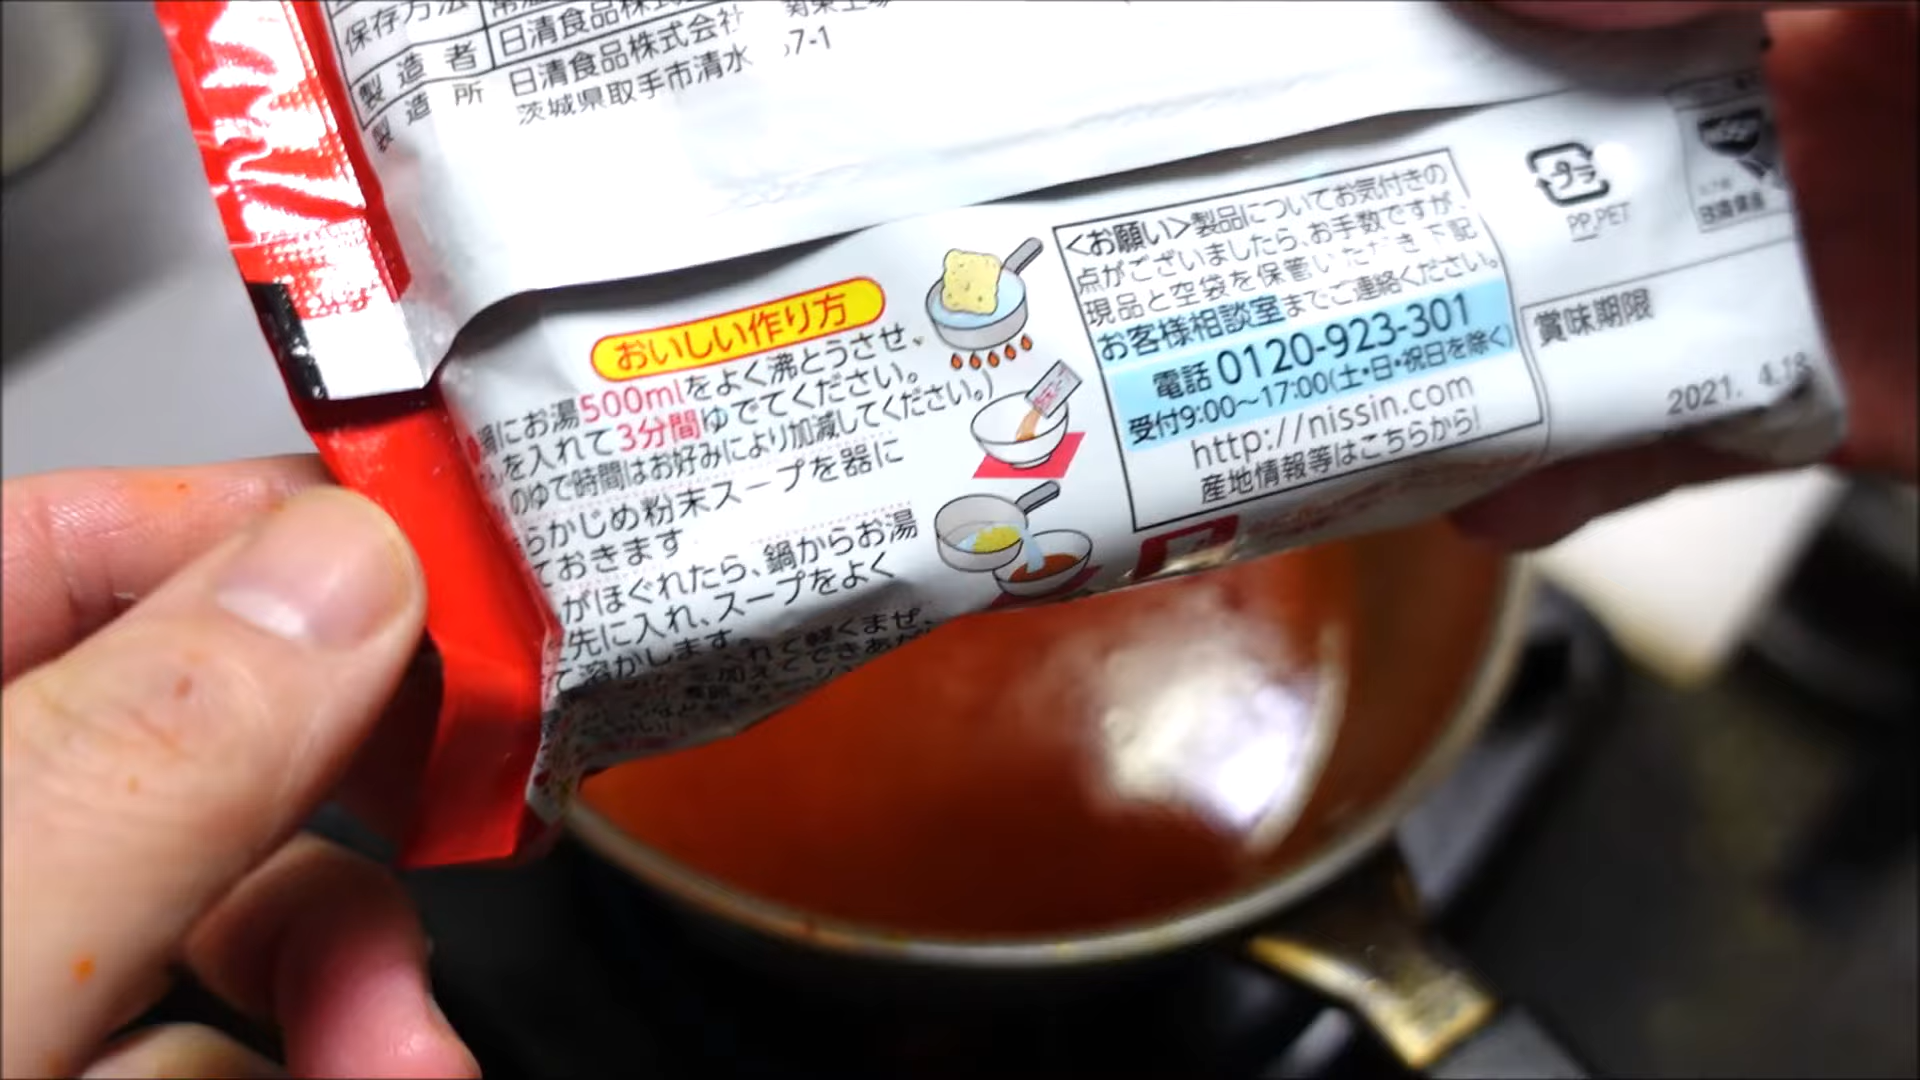 保存方法
製造者 日清食品株式会社
製造所 日清食品株式会社
茨城県取手市清水 7-1
おいしい作り方
鍋にお湯500mlをよく沸とうさせ、
を入れて3分間ゆでてください。
のゆで時間はお好みにより加減してください。)
らかじめ粉末スープを器に
ておきます
がほぐれたら、鍋からお湯
先に入れ、スープをよく
て溶かします。
れて軽くまぜ、
<お願い>製品についてお気付きの
点がございましたら、お手数ですが、
現品と空袋を保管いただき下記
お客様相談室までご連絡ください。
電話 0120-923-301
受付9:00〜17:00(土・日・祝日を除く)
http://nissin.com
産地情報等はこちらから!
プラ
PP,PET
賞味期限
2021. 4.18